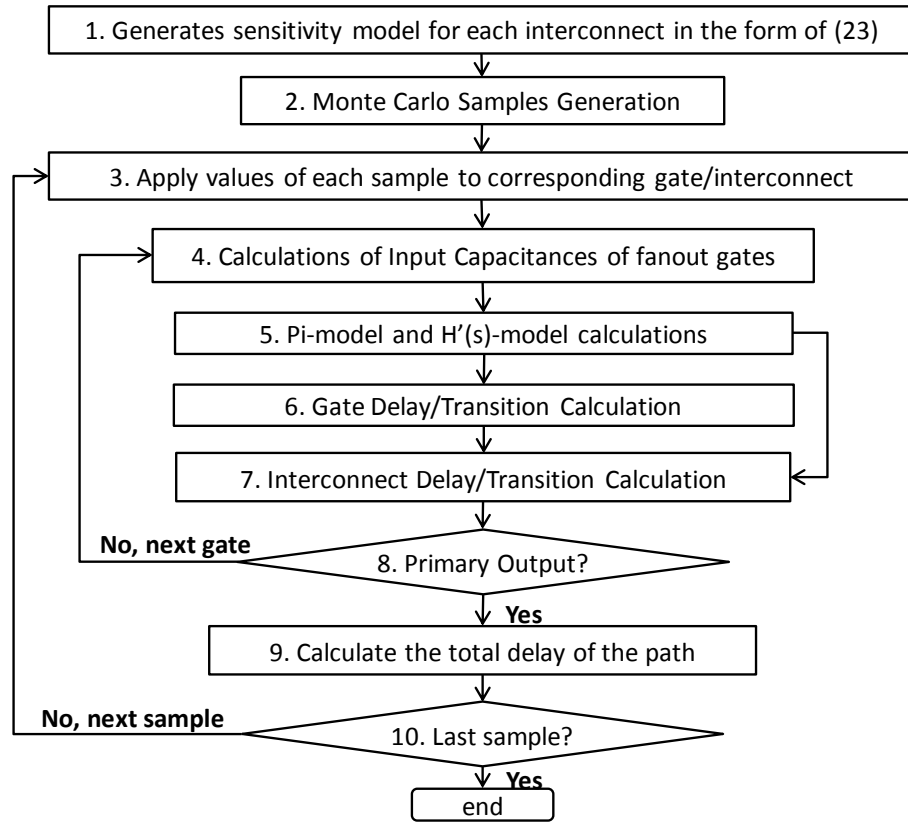 1. Generates sensitivity model for each interconnect in the form of (23)
2. Monte Carlo Samples Generation
3. Apply values of each sample to corresponding gate/interconnect
4. Calculations of Input Capacitances of fanout gates
5. Pi-model and H'(s)-model calculations
6. Gate Delay/Transition Calculation
7. Interconnect Delay/Transition Calculation
No, next gate
8. Primary Output?
Yes
9. Calculate the total delay of the path
No, next sample
10. Last sample?
Yes
end